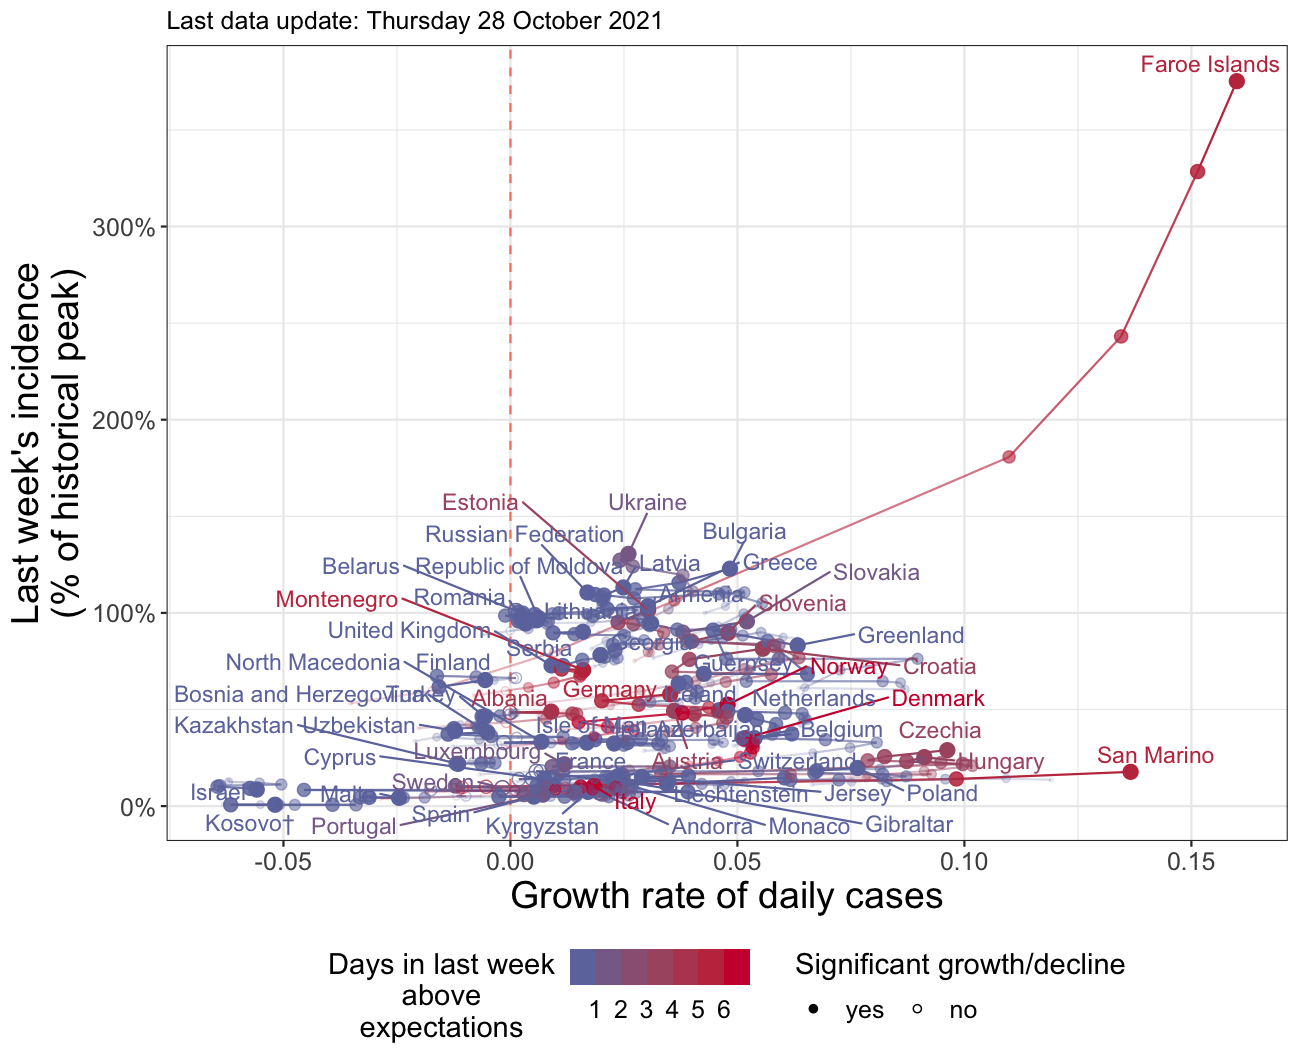 Last data update: Thursday 28 October 2021
Faroe Islands
300%
200%
100%
0%
Last week's incidence
(% of historical peak)
Estonia
Ukraine
Russian Federation
Bulgaria
Belarus
Republic of Moldova
Latvia
Greece
Slovakia
Montenegro
Romania
Lithuania
Armenia
Slovenia
United Kingdom
Serbia
Georgia
Greenland
North Macedonia
Finland
Guernsey
Norway
Croatia
Bosnia and Herzegovina
Turkey
Albania
Germany
Netherlands
Denmark
Kazakhstan
Uzbekistan
Isle of Man
Azerbaijan
Belgium
Czechia
Cyprus
Luxembourg
France
Austria
Switzerland
Hungary
San Marino
Israel
Malta
Sweden
Italy
Liechtenstein
Jersey
Poland
Kosovo†
Portugal
Spain
Kyrgyzstan
Andorra
Monaco
Gibraltar
-0.05
0.00
0.05
0.10
0.15
Growth rate of daily cases
Days in last week
above
expectations
1 2 3 4 5 6
Significant growth/decline
yes
no